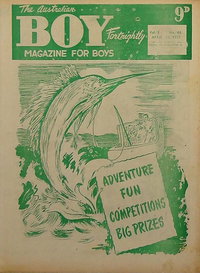 The Australian
BOY
Fortnightly
9D
MAGAZINE FOR BOYS
ADVENTURE
FUN
COMPETITIONS
BIG PRIZES